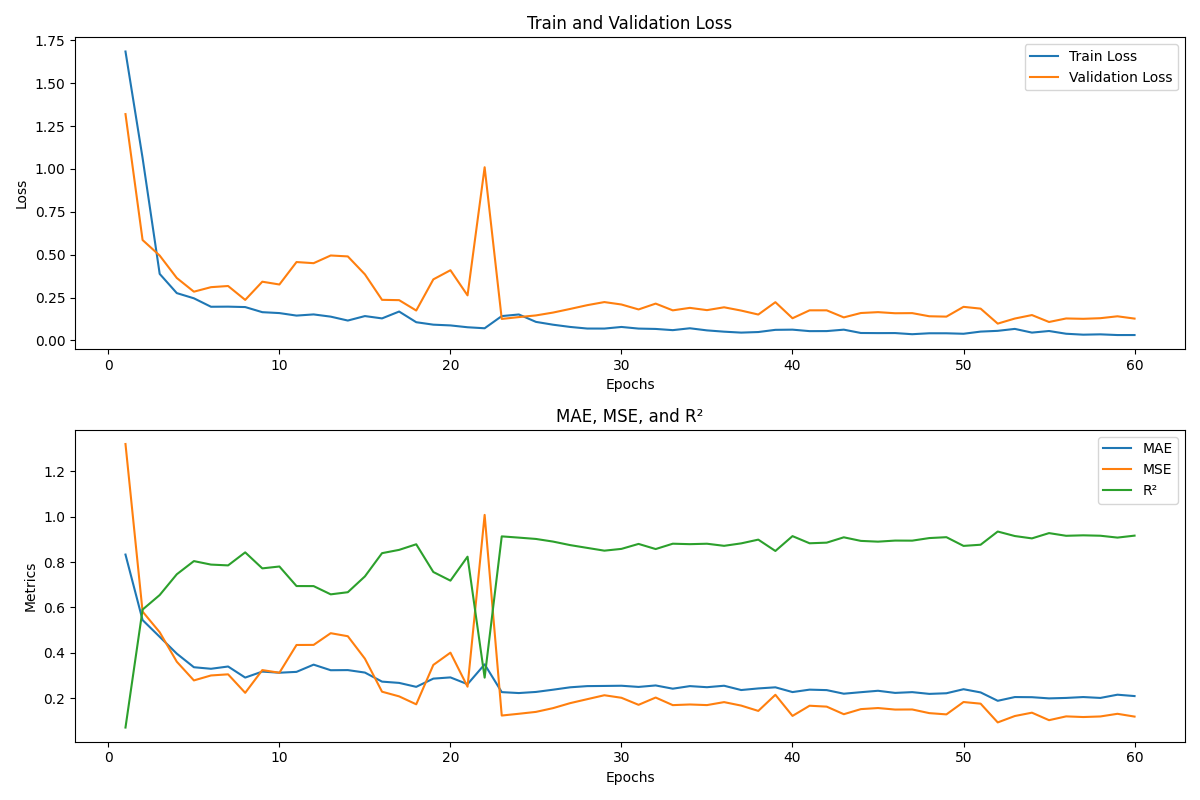 Train and Validation Loss
1.75
1.50
1.25
1.00
0.75
0.50
0.25
0.00
Loss
Train Loss
Validation Loss
0 10 20 30 40 50 60
Epochs
MAE, MSE, and R²
1.2
1.0
0.8
0.6
0.4
0.2
Metrics
MAE
MSE
R²
0 10 20 30 40 50 60
Epochs